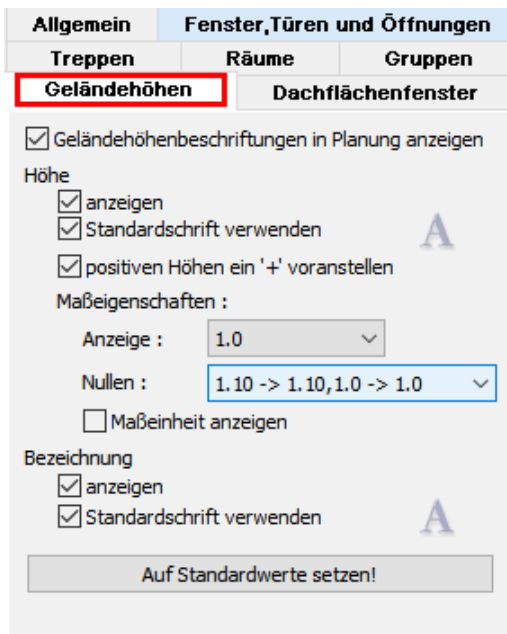 Allgemein Fenster,Türen und Öffnungen
Treppen Räume Gruppen
Geländehöhen Dachflächenfenster
Geländehöhenbeschriftungen in Planung anzeigen
Höhe
anzeigen
Standardschrift verwenden
A
positiven Höhen ein '+' voranstellen
Maßeigenschaften :
Anzeige : 1.0
Nullen : 1.10 -> 1.10,1.0 -> 1.0
Maßeinheit anzeigen
Bezeichnung
anzeigen
Standardschrift verwenden
A
Auf Standardwerte setzen!